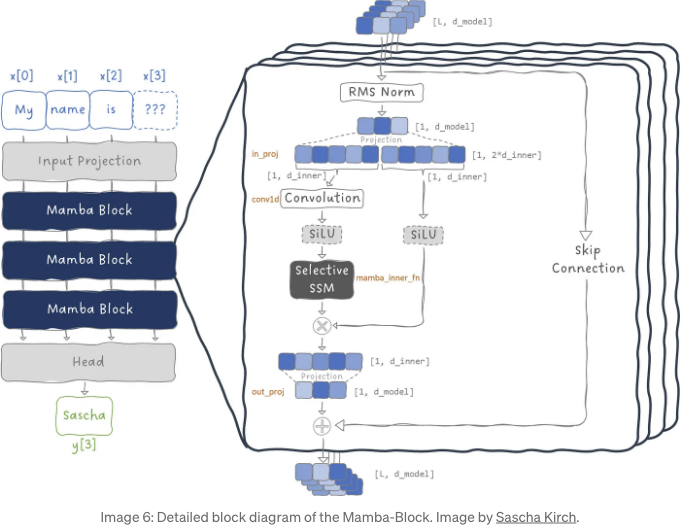 x[0] x[1] x[2] x[3]
My name is ???
Input Projection
Mamba Block
Mamba Block
Mamba Block
Head
Sascha
y[3]
[L, d_model]
RMS Norm
[1, d_model]
Projection
in_proj
[1, 2*d_inner]
[1, d_inner] [1, d_inner]
conv1d Convolution
SiLU SiLU
Selective
SSM
mamba_inner_fn
Skip
Connection
[1, d_inner]
Projection
out_proj
[1, d_model]
[L, d_model]
Image 6: Detailed block diagram of the Mamba-Block. Image by Sascha Kirch.